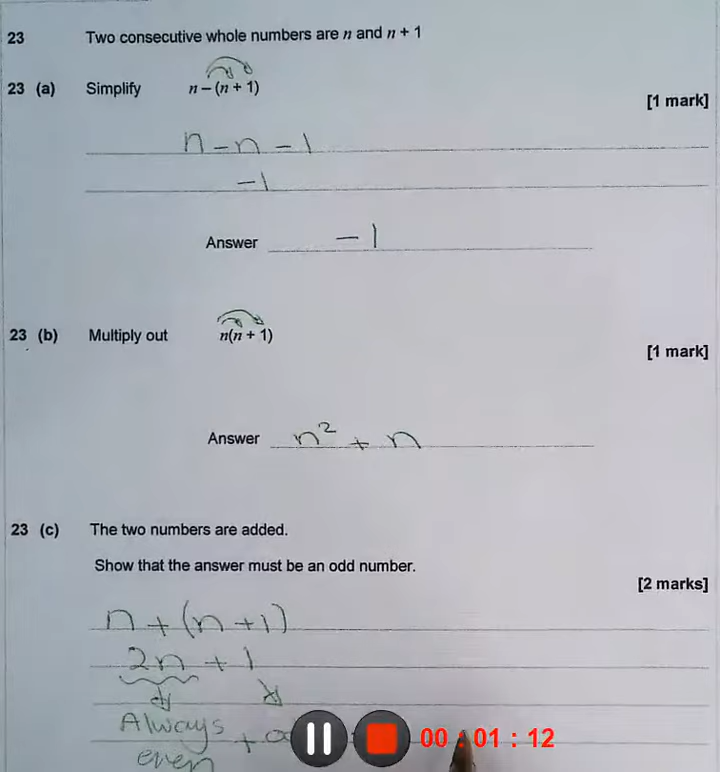 23 Two consecutive whole numbers are n and n + 1
23 (a) Simplify n – (n + 1)
[1 mark]
n – n – 1
– 1
Answer – 1
23 (b) Multiply out n(n + 1)
[1 mark]
Answer n² + n
23 (c) The two numbers are added.
Show that the answer must be an odd number.
[2 marks]
n + (n + 1)
2n + 1
Always +
even
00 : 01 : 12